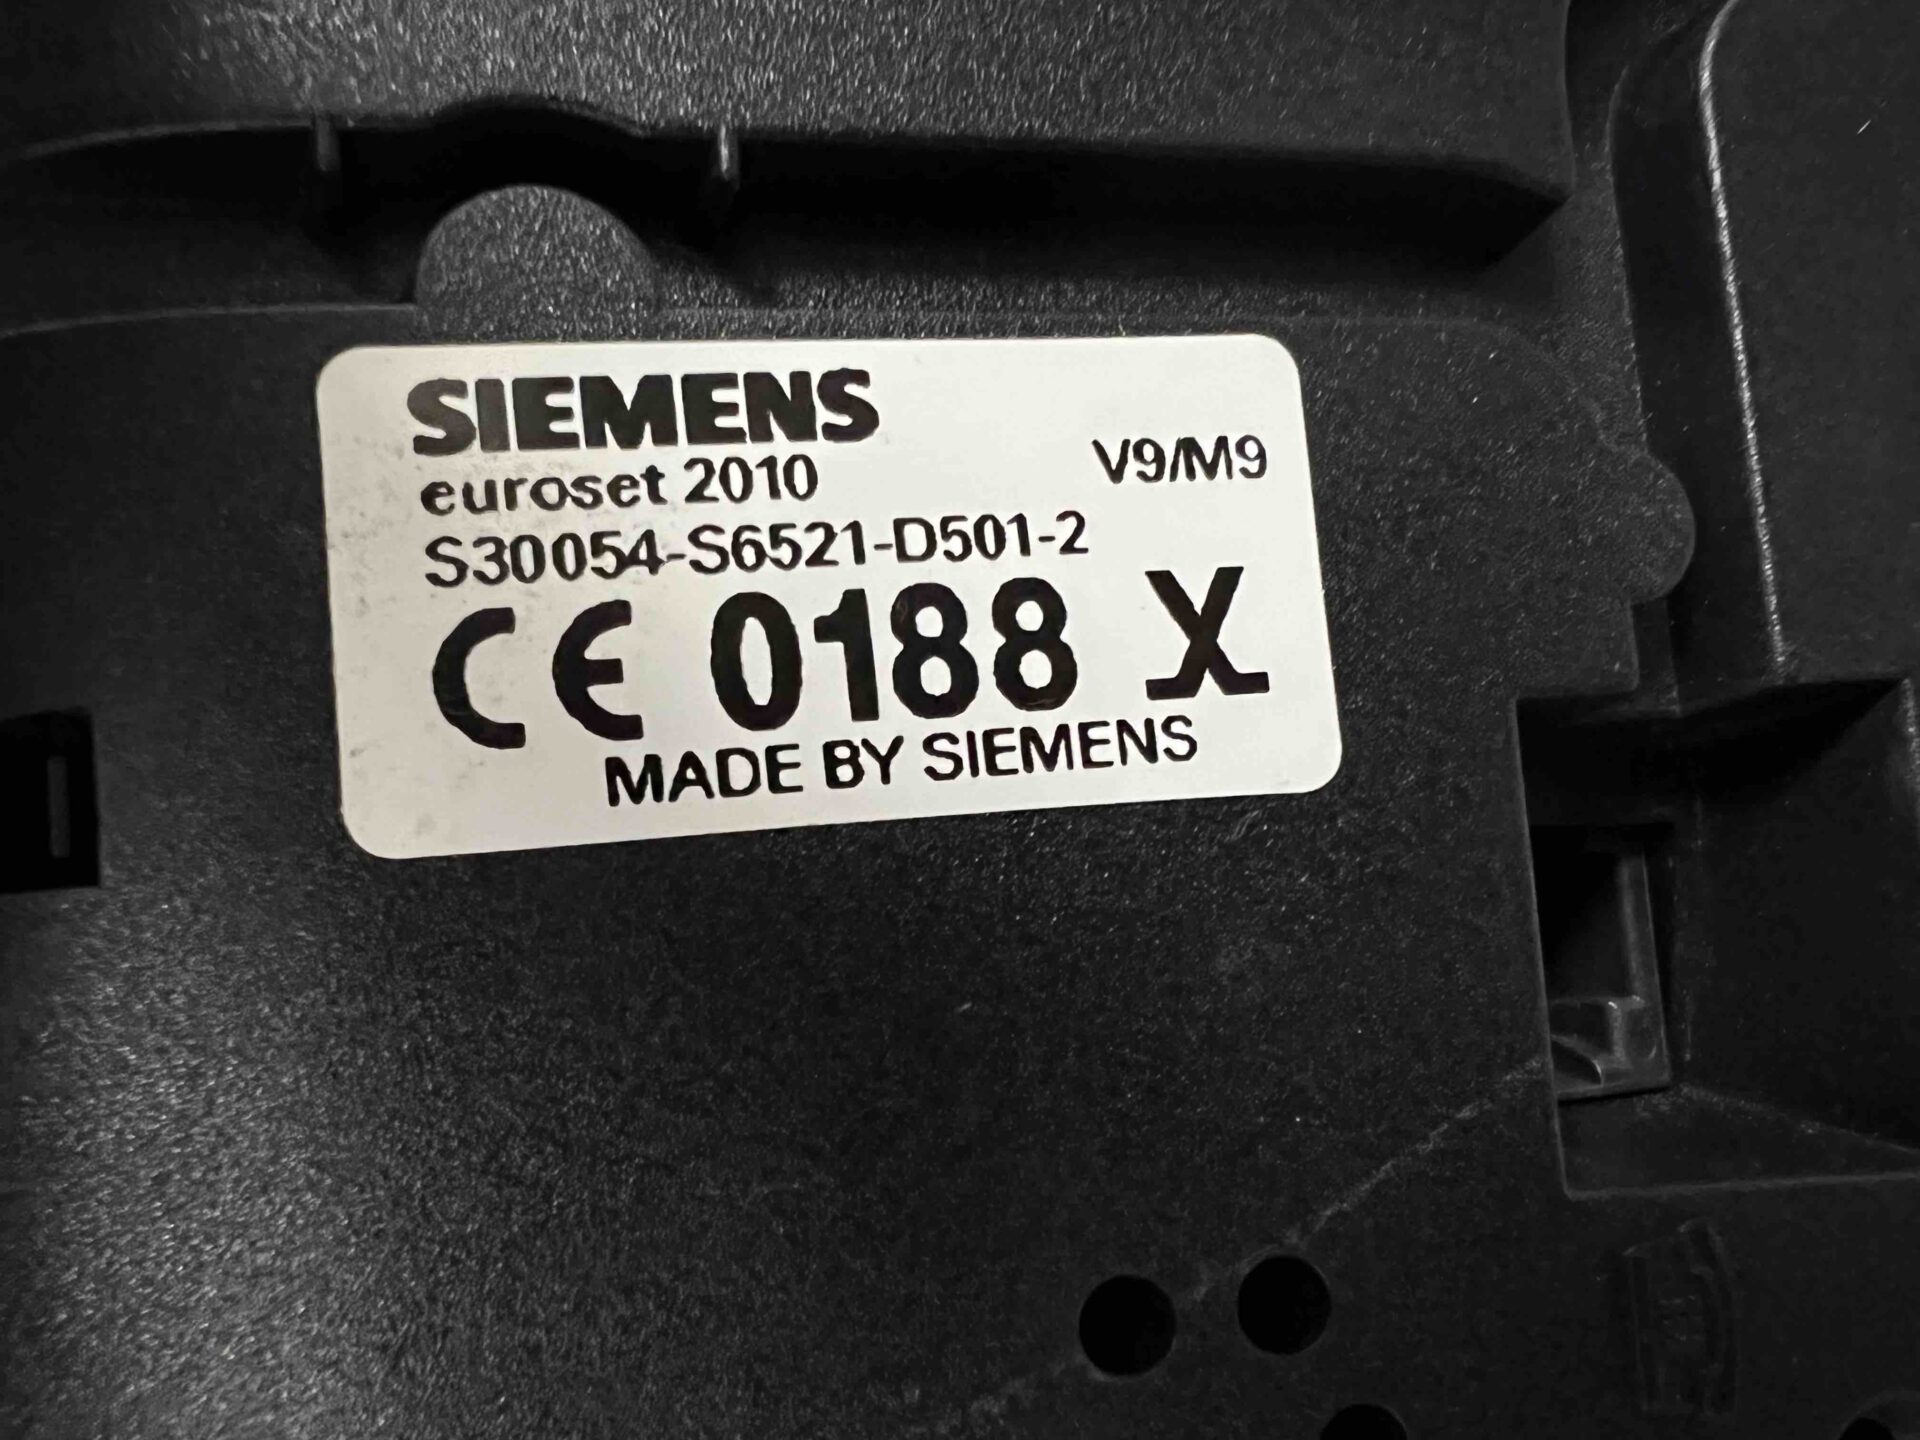 SIEMENS
euroset 2010 V9/M9
S30054-S6521-D501-2
CE 0188 X
MADE BY SIEMENS